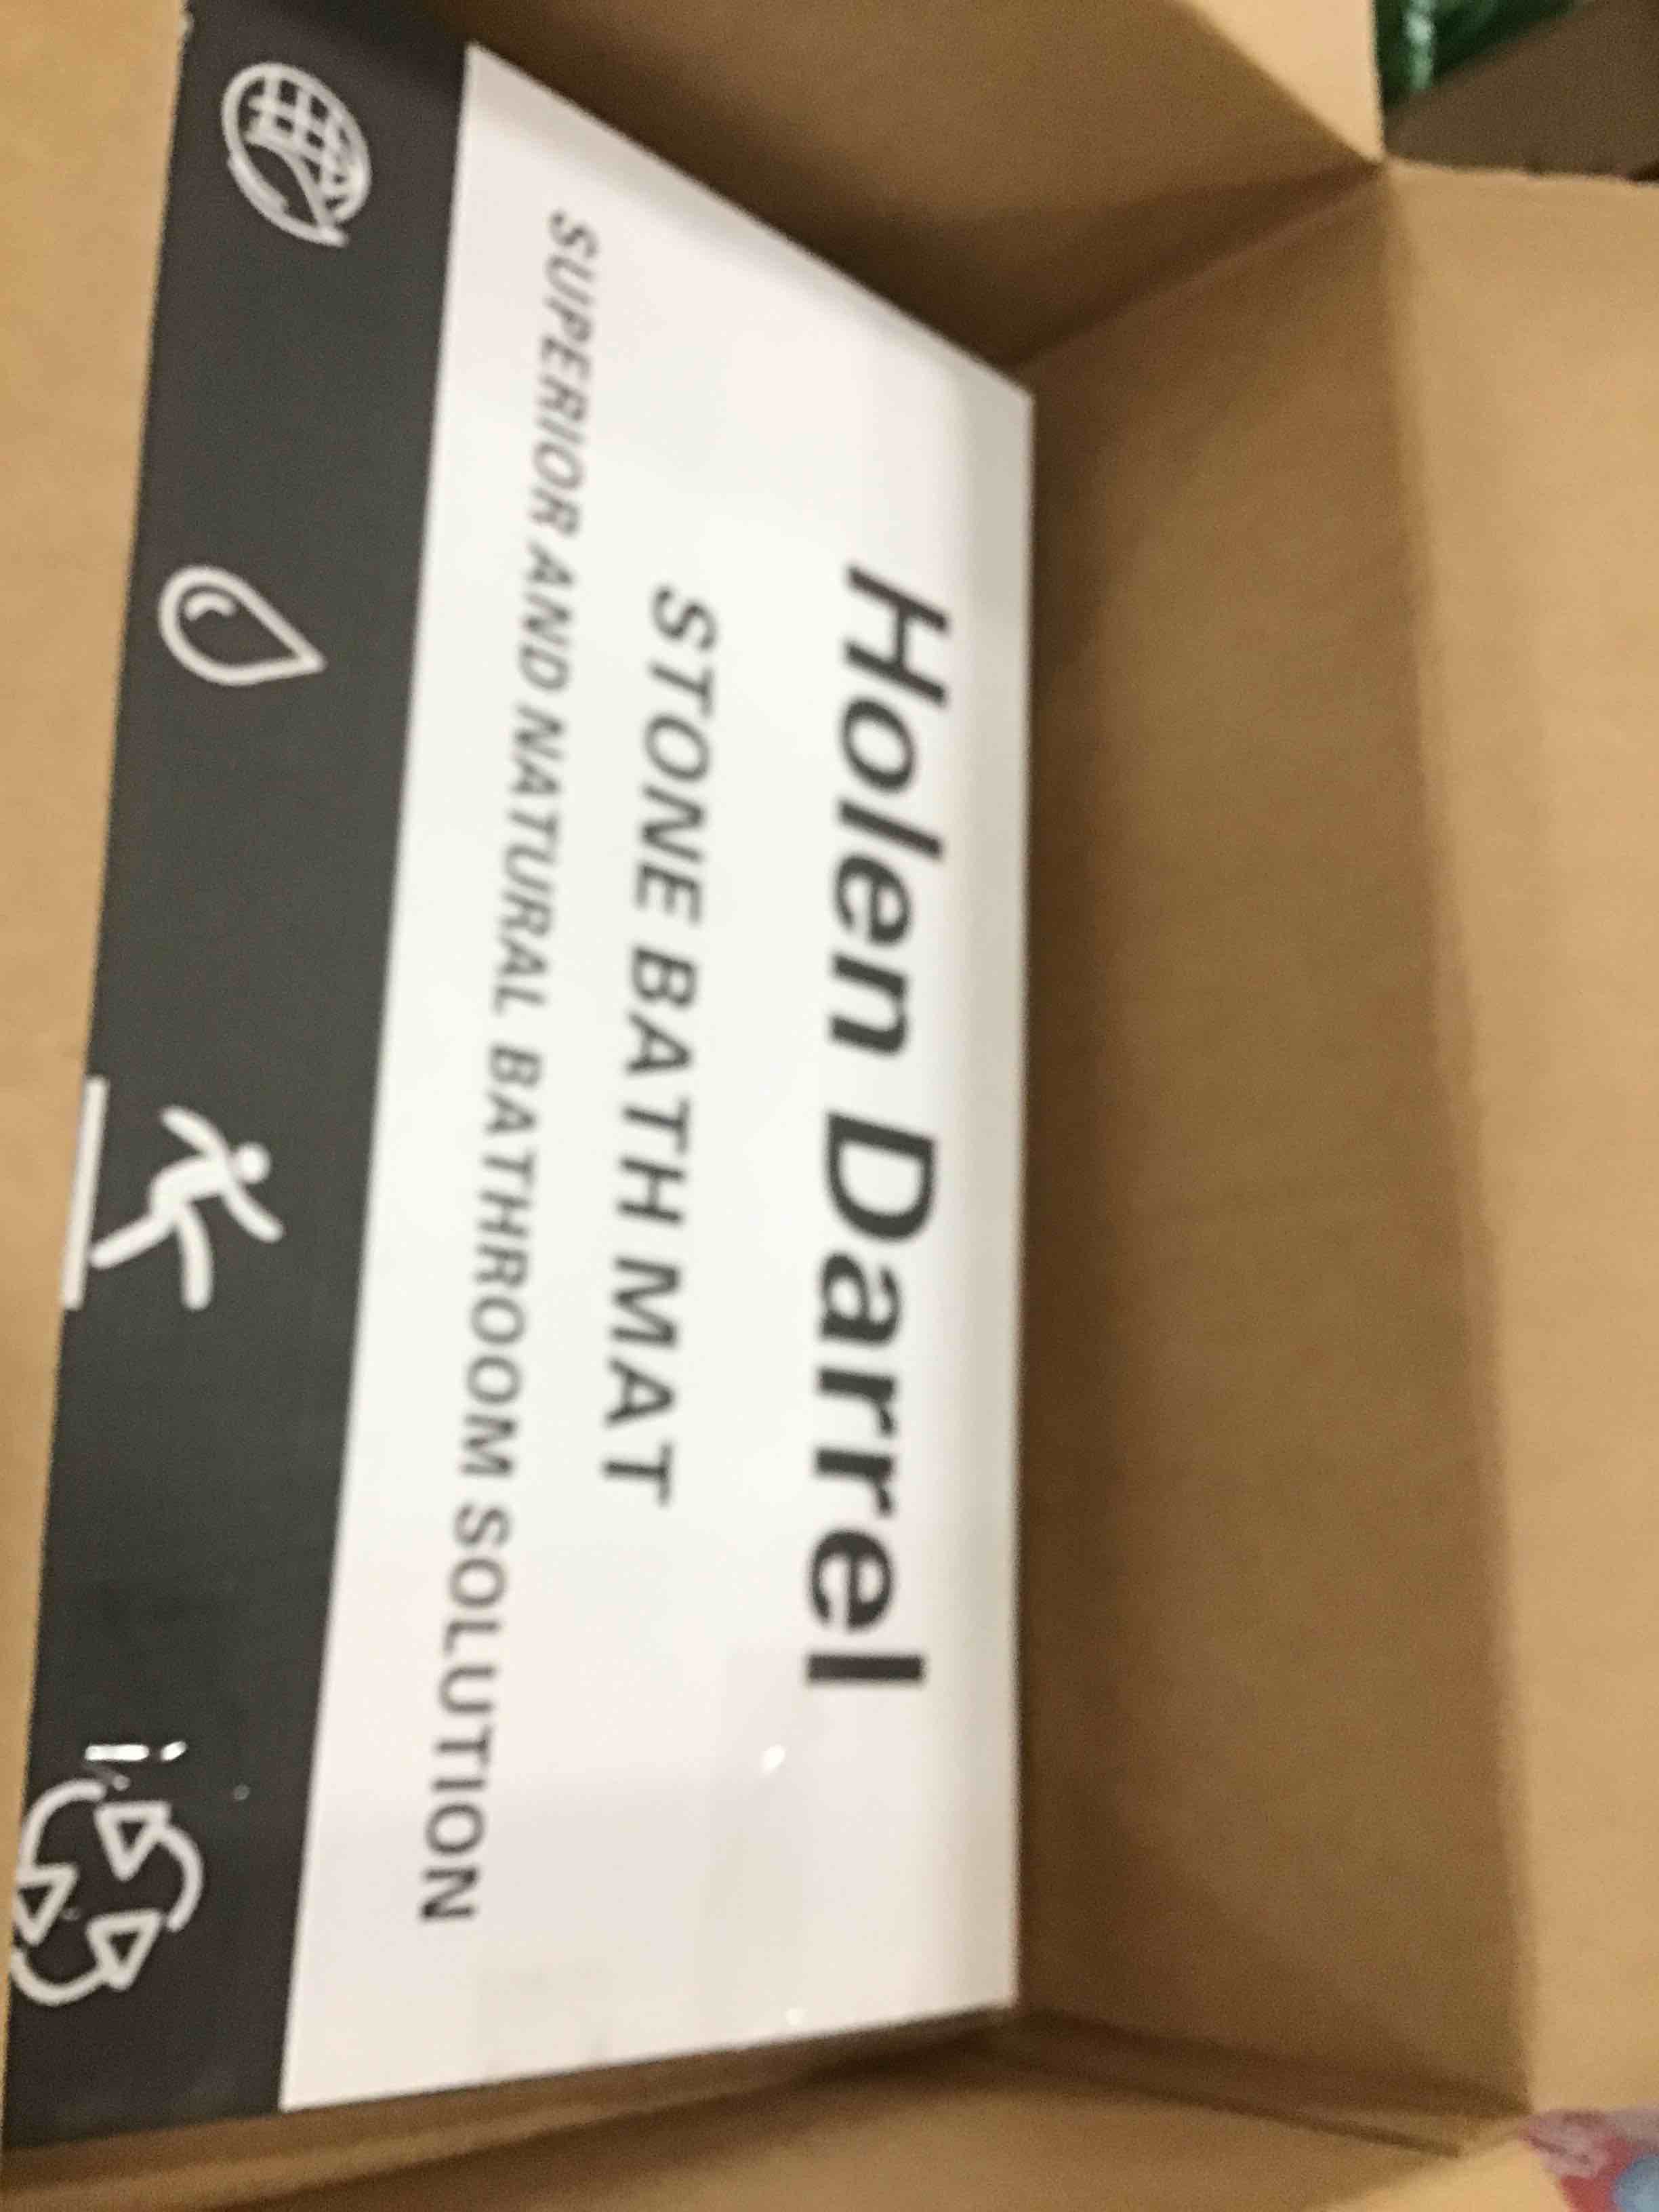 Holen Darrel
STONE BATH MAT
SUPERIOR AND NATURAL BATHROOM SOLUTION